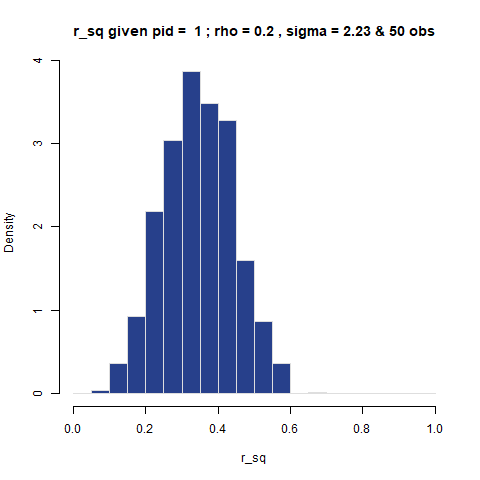 r_sq given pid =  1 ; rho = 0.2 , sigma = 2.23 & 50 obs
4
3
2
1
0
Density
0.0 0.2 0.4 0.6 0.8 1.0
r_sq